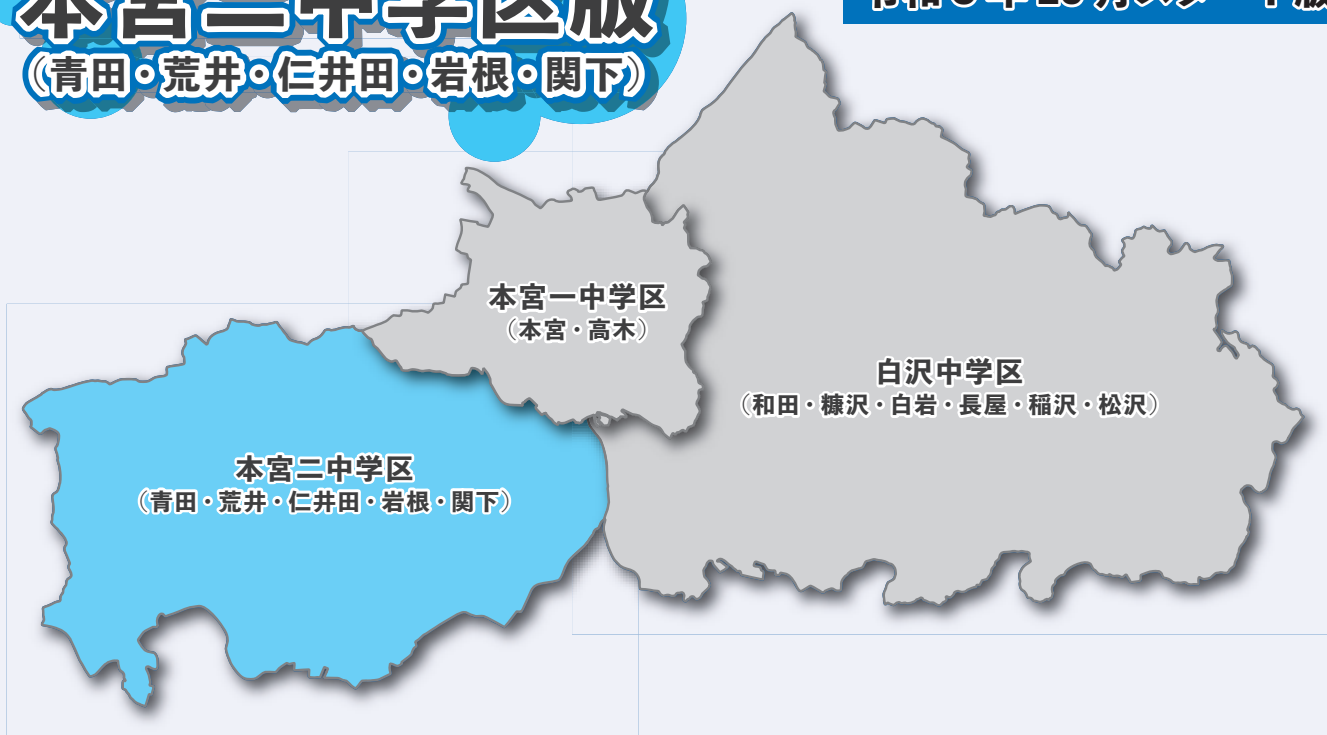 本宮二中学区版
（青田・荒井・仁井田・岩根・関下）
本宮一中学区
（本宮・高木）
白沢中学区
（和田・糠沢・白岩・長屋・稲沢・松沢）
本宮二中学区
（青田・荒井・仁井田・岩根・関下）